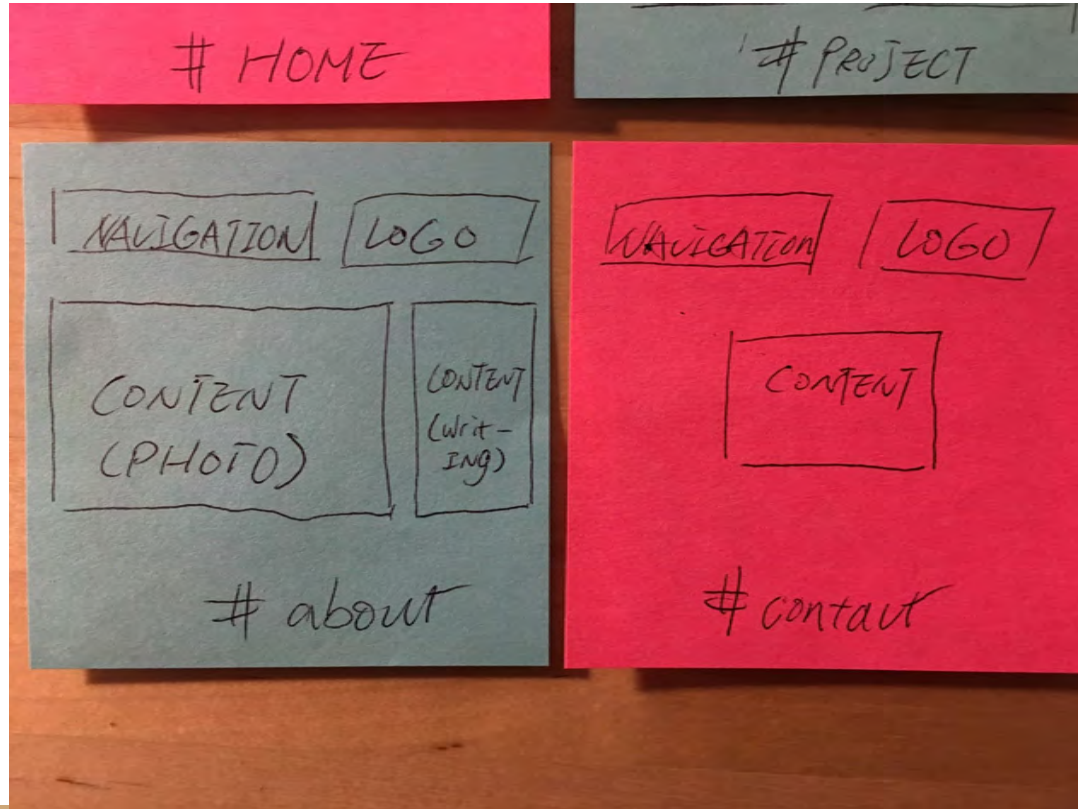 # HOME
# PROJECT
NAVIGATION
LOGO
CONTENT
(PHOTO)
CONTENT
(writ-
ING)
# about
NAVIGATION
LOGO
CONTENT
# contact